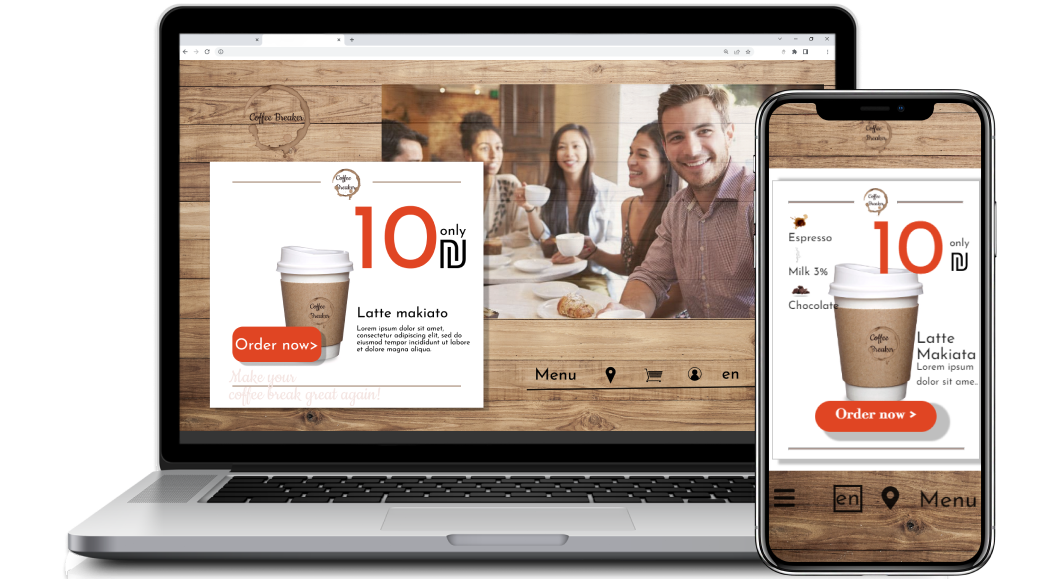 Coffee Breaker
Coffee
Breaker
10
only
₪
Coffee
Breaker
Latte makiato
Lorem ipsum dolor sit amet,
consectetur adipiscing elit, sed do
eiusmod tempor incididunt ut labore
et dolore magna aliqua.
Order now>
Make your
coffee break great again!
Menu
en
Coffee
Breaker
Coffee
Breaker
10
only
₪
Espresso
Milk 3%
Chocolate
Coffee
Breaker
Latte
Makiata
Lorem ipsum
dolor sit ame..
Order now >
en
Menu